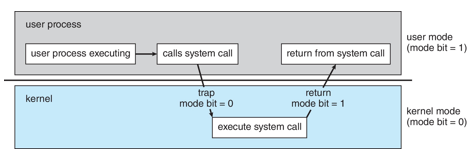 user process
user process executing
calls system call
return from system call
user mode
(mode bit = 1)
kernel
trap
mode bit = 0
return
mode bit = 1
execute system call
kernel mode
(mode bit = 0)